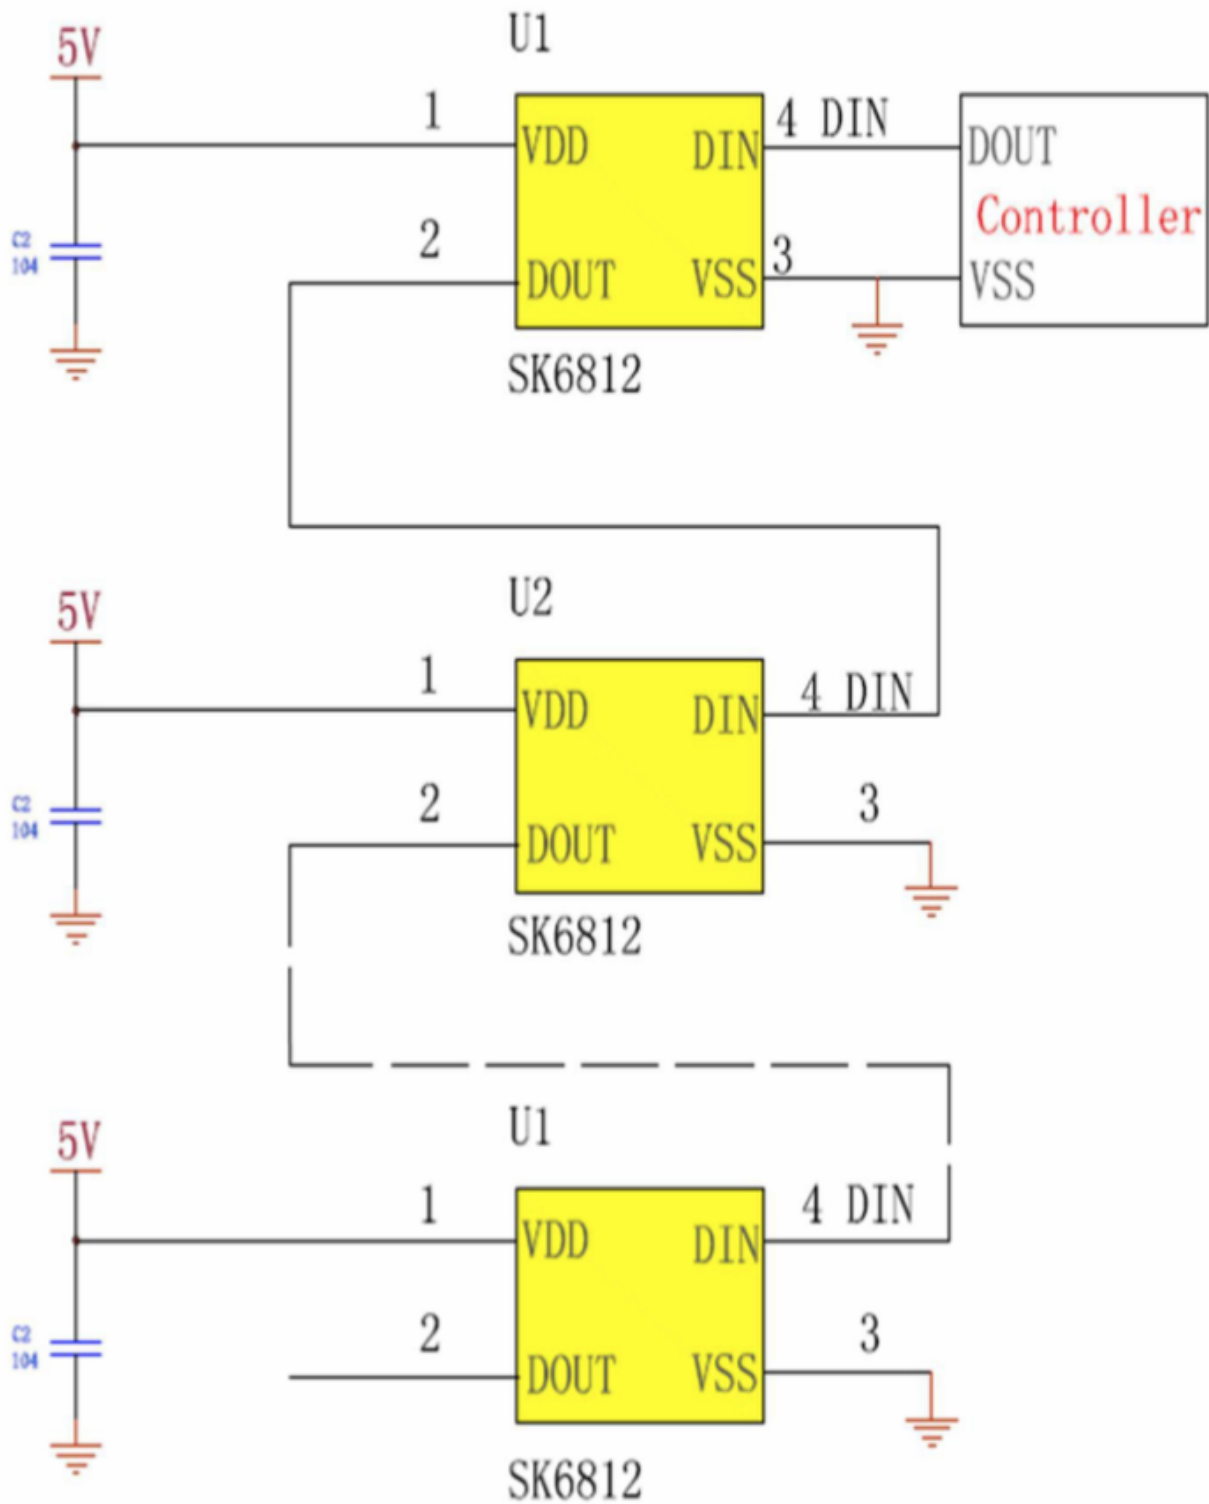 U1
5V
1
4 DIN
VDD
DIN
DOUT
Controller
C2
104
2
3
DOUT
VSS
VSS
SK6812
U2
5V
1
4 DIN
VDD
DIN
C2
104
2
3
DOUT
VSS
SK6812
U1
5V
1
4 DIN
VDD
DIN
C2
104
2
3
DOUT
VSS
SK6812